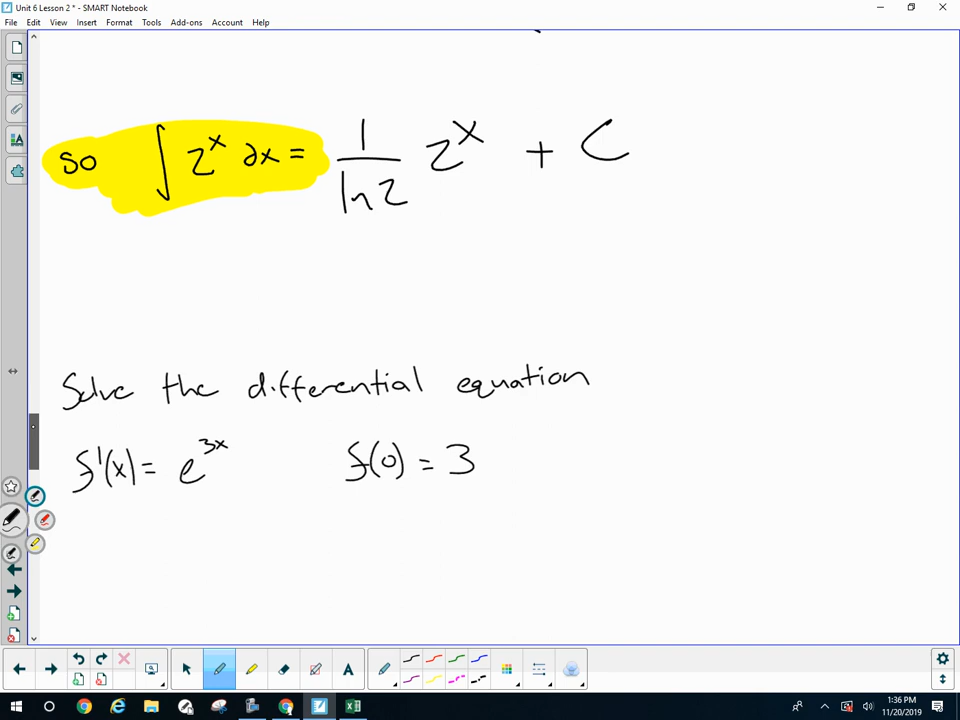 Unit 6 Lesson 2 * - SMART Notebook
File Edit View Insert Format Tools Add-ons Account Help
so ∫ 2^x dx = 1/ln2 2^x + C
Solve the differential equation
f'(x) = e^{3x} f(0) = 3
1:36 PM
11/20/2019